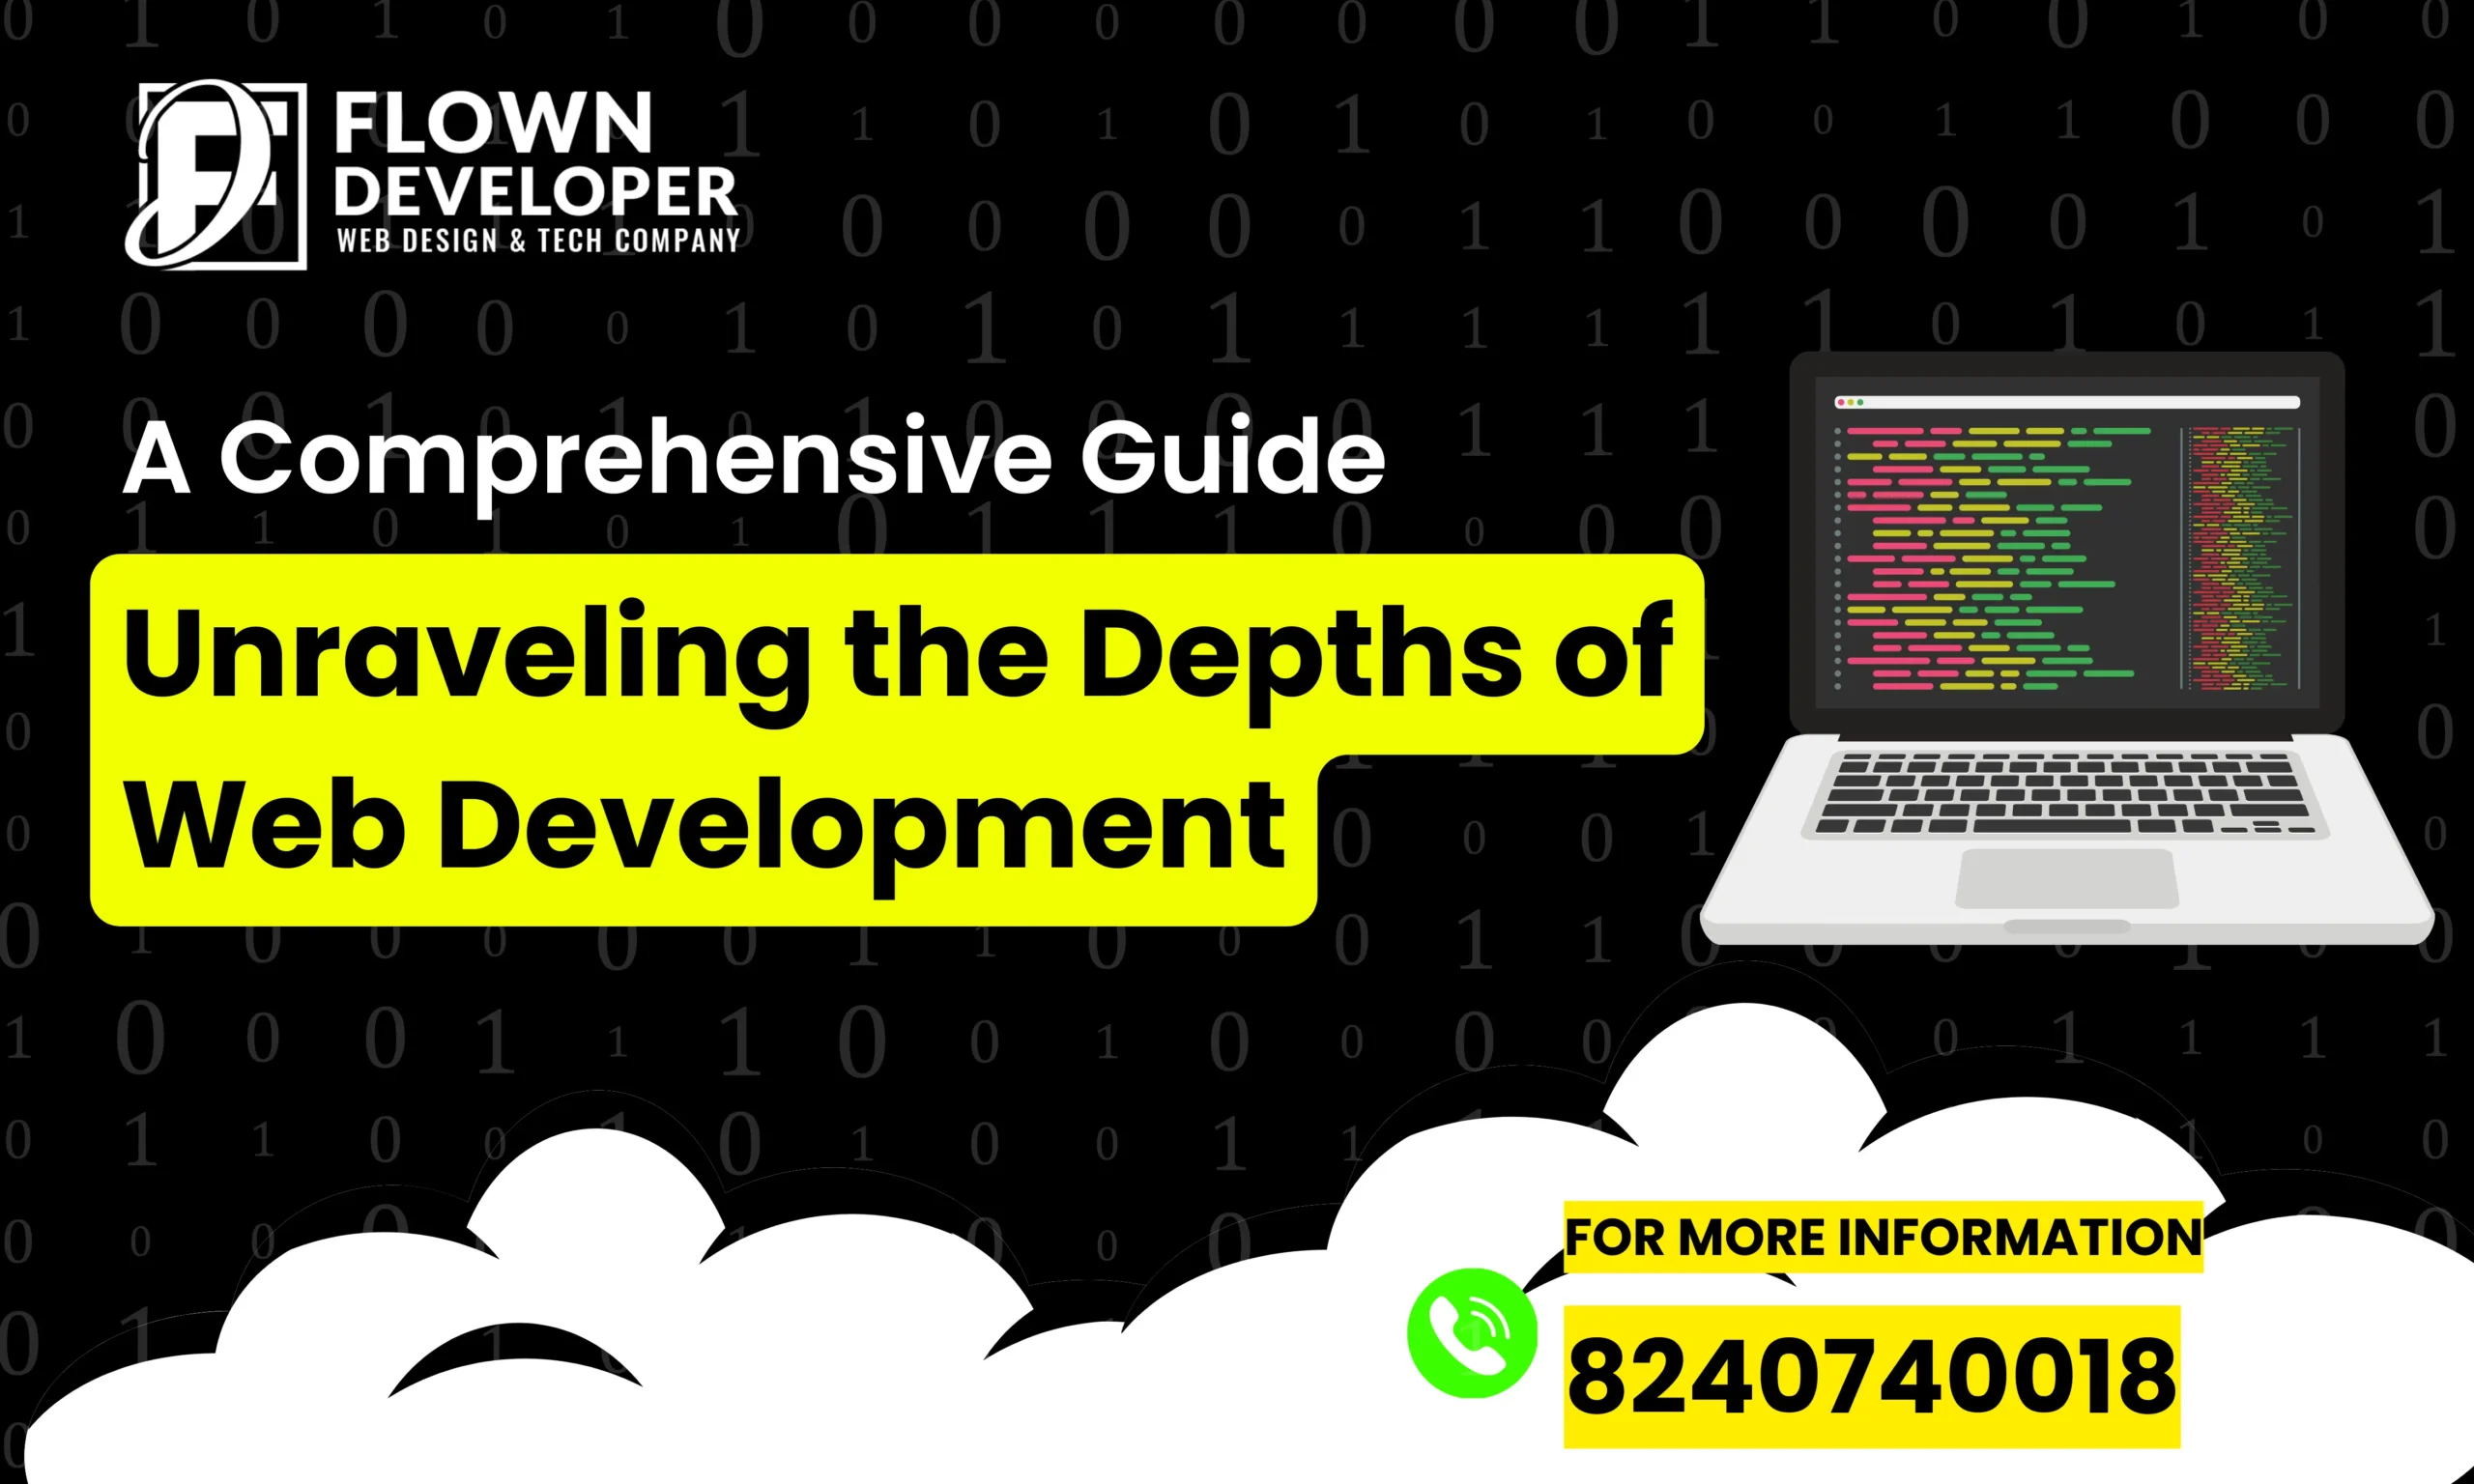 FLOWN
DEVELOPER
WEB DESIGN & TECH COMPANY
A Comprehensive Guide
Unraveling the Depths of
Web Development
FOR MORE INFORMATION
8240740018